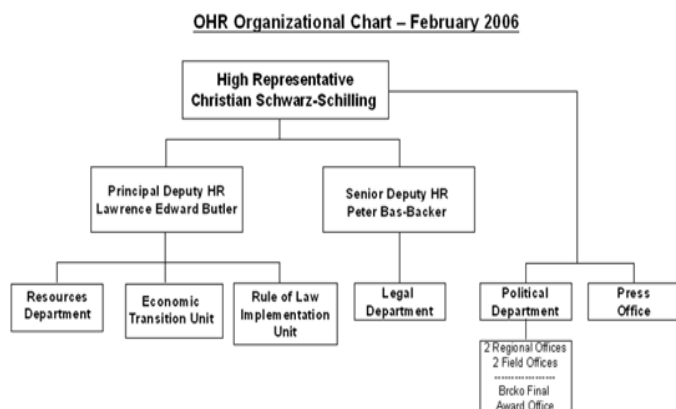 OHR Organizational Chart – February 2006
High Representative
Christian Schwarz-Schilling
Principal Deputy HR
Lawrence Edward Butler
Senior Deputy HR
Peter Bas-Backer
Resources
Department
Economic
Transition Unit
Rule of Law
Implementation
Unit
Legal
Department
Political
Department
Press
Office
2 Regional Offices
2 Field Offices
-----------------
Brcko Final
Award Office